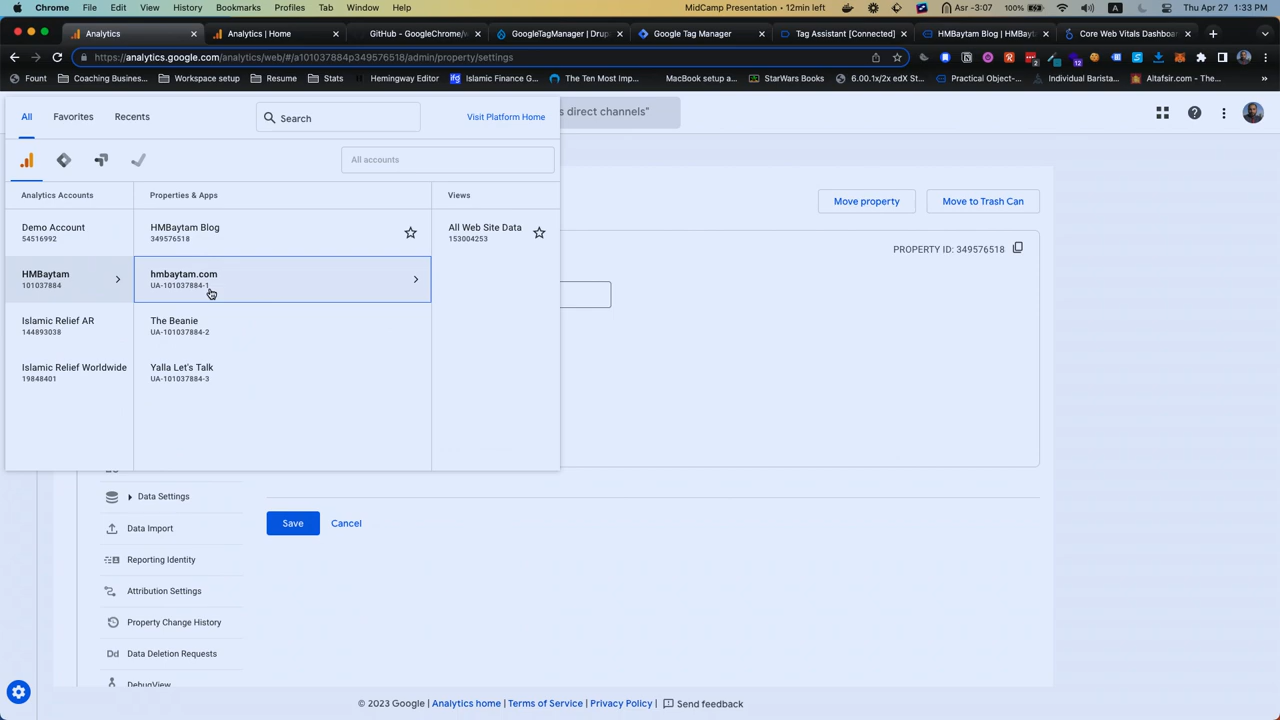 Chrome File Edit View History Bookmarks Profiles Tab Window Help MidCamp Presentation • 12min left Asr -3:07 100% A Thu Apr 27 1:33 PM
Analytics Analytics | Home GitHub - GoogleChrome/w GoogleTagManager | Drup Google Tag Manager Tag Assistant [Connected] HMBaytam Blog | HMBayta Core Web Vitals Dashboa
analytics.google.com/analytics/web/#/a101037884p349576518/admin/property/settings
Fount Coaching Business... Workspace setup Resume Stats Hemingway Editor Islamic Finance G... The Ten Most Imp... MacBook setup a... StarWars Books 6.00.1x/2x edX St... Practical Object-... Individual Barista... Altafsir.com - The...
All Favorites Recents Search Visit Platform Home s direct channels"
All accounts
Analytics Accounts Properties & Apps Views
Move property Move to Trash Can
Demo Account HMBaytam Blog All Web Site Data
54516992 349576518 153004253
PROPERTY ID: 349576518
HMBaytam hmbaytam.com
101037884 UA-101037884-1
Islamic Relief AR The Beanie
144893038 UA-101037884-2
Islamic Relief Worldwide Yalla Let's Talk
19848401 UA-101037884-3
Data Settings
Save Cancel
Data Import
Reporting Identity
Attribution Settings
Property Change History
Dd Data Deletion Requests
DebugView
© 2023 Google | Analytics home | Terms of Service | Privacy Policy | Send feedback